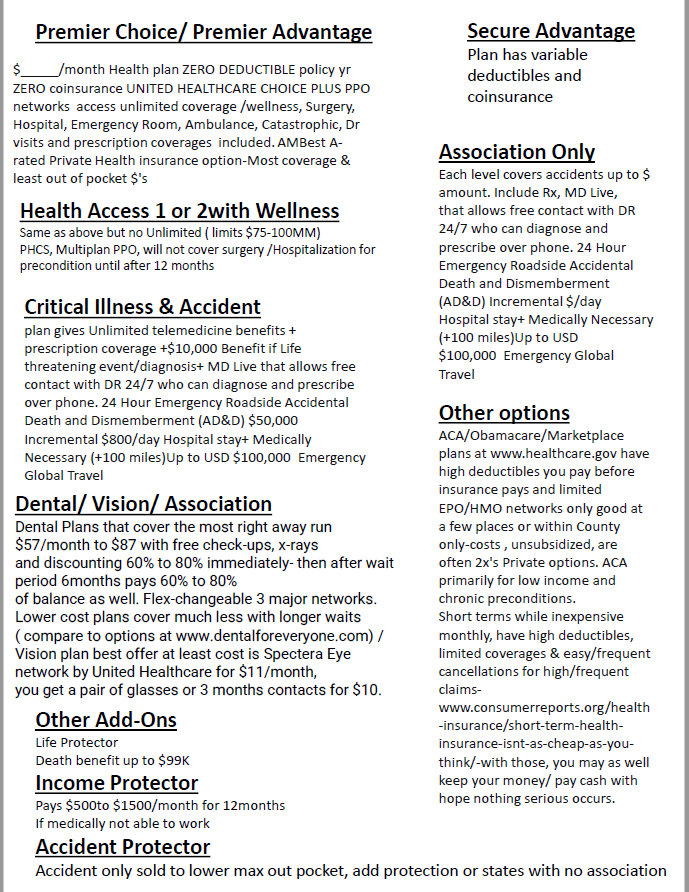 Premier Choice/ Premier Advantage
$_____/month Health plan ZERO DEDUCTIBLE policy yr
ZERO coinsurance UNITED HEALTHCARE CHOICE PLUS PPO
networks access unlimited coverage /wellness, Surgery,
Hospital, Emergency Room, Ambulance, Catastrophic, Dr
visits and prescription coverages included. AMBest A-
rated Private Health insurance option-Most coverage &
least out of pocket $'s
Health Access 1 or 2with Wellness
Same as above but no Unlimited ( limits $75-100MM)
PHCS, Multiplan PPO, will not cover surgery /Hospitalization for
precondition until after 12 months
Critical Illness & Accident
plan gives Unlimited telemedicine benefits +
prescription coverage +$10,000 Benefit if Life
threatening event/diagnosis+ MD Live that allows free
contact with DR 24/7 who can diagnose and prescribe
over phone. 24 Hour Emergency Roadside Accidental
Death and Dismemberment (AD&D) $50,000
Incremental $800/day Hospital stay+ Medically
Necessary (+100 miles)Up to USD $100,000 Emergency
Global Travel
Dental/ Vision/ Association
Dental Plans that cover the most right away run
$57/month to $87 with free check-ups, x-rays
and discounting 60% to 80% immediately- then after wait
period 6months pays 60% to 80%
of balance as well. Flex-changeable 3 major networks.
Lower cost plans cover much less with longer waits
( compare to options at www.dentalforeveryone.com) /
Vision plan best offer at least cost is Spectera Eye
network by United Healthcare for $11/month,
you get a pair of glasses or 3 months contacts for $10.
Other Add-Ons
Life Protector
Death benefit up to $99K
Income Protector
Pays $500to $1500/month for 12months
If medically not able to work
Accident Protector
Accident only sold to lower max out pocket, add protection or states with no association
Secure Advantage
Plan has variable
deductibles and
coinsurance
Association Only
Each level covers accidents up to $
amount. Include Rx, MD Live,
that allows free contact with DR
24/7 who can diagnose and
prescribe over phone. 24 Hour
Emergency Roadside Accidental
Death and Dismemberment
(AD&D) Incremental $/day
Hospital stay+ Medically Necessary
(+100 miles)Up to USD
$100,000 Emergency Global
Travel
Other options
ACA/Obamacare/Marketplace
plans at www.healthcare.gov have
high deductibles you pay before
insurance pays and limited
EPO/HMO networks only good at
a few places or within County
only-costs , unsubsidized, are
often 2x's Private options. ACA
primarily for low income and
chronic preconditions.
Short terms while inexpensive
monthly, have high deductibles,
limited coverages & easy/frequent
cancellations for high/frequent
claims-
www.consumerreports.org/health
-insurance/short-term-health-
insurance-isnt-as-cheap-as-you-
think/-with those, you may as well
keep your money/ pay cash with
hope nothing serious occurs.